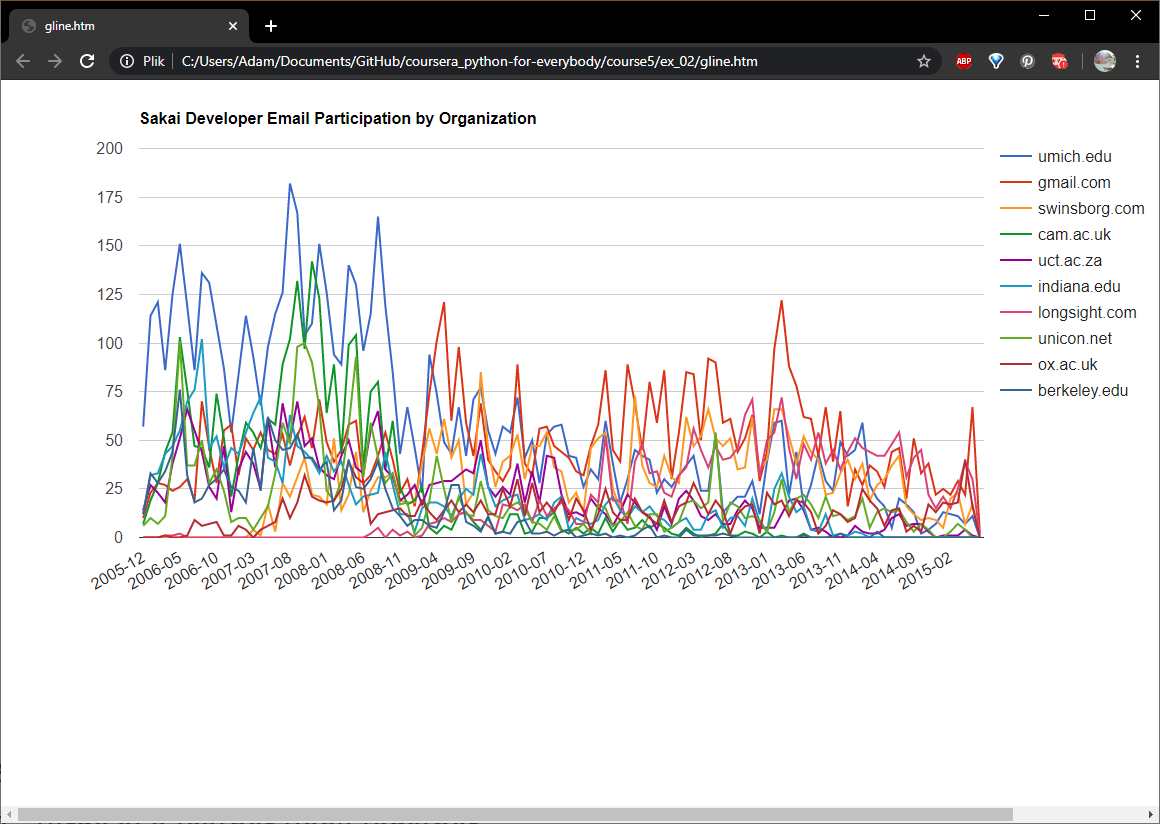 gline.htm
Plik C:/Users/Adam/Documents/GitHub/coursera_python-for-everybody/course5/ex_02/gline.htm
ABP
Sakai Developer Email Participation by Organization
200
175
150
125
100
75
50
25
0
2005-12
2006-05
2006-10
2007-03
2007-08
2008-01
2008-06
2008-11
2009-04
2009-09
2010-02
2010-07
2010-12
2011-05
2011-10
2012-03
2012-08
2013-01
2013-06
2013-11
2014-04
2014-09
2015-02
umich.edu
gmail.com
swinsborg.com
cam.ac.uk
uct.ac.za
indiana.edu
longsight.com
unicon.net
ox.ac.uk
berkeley.edu